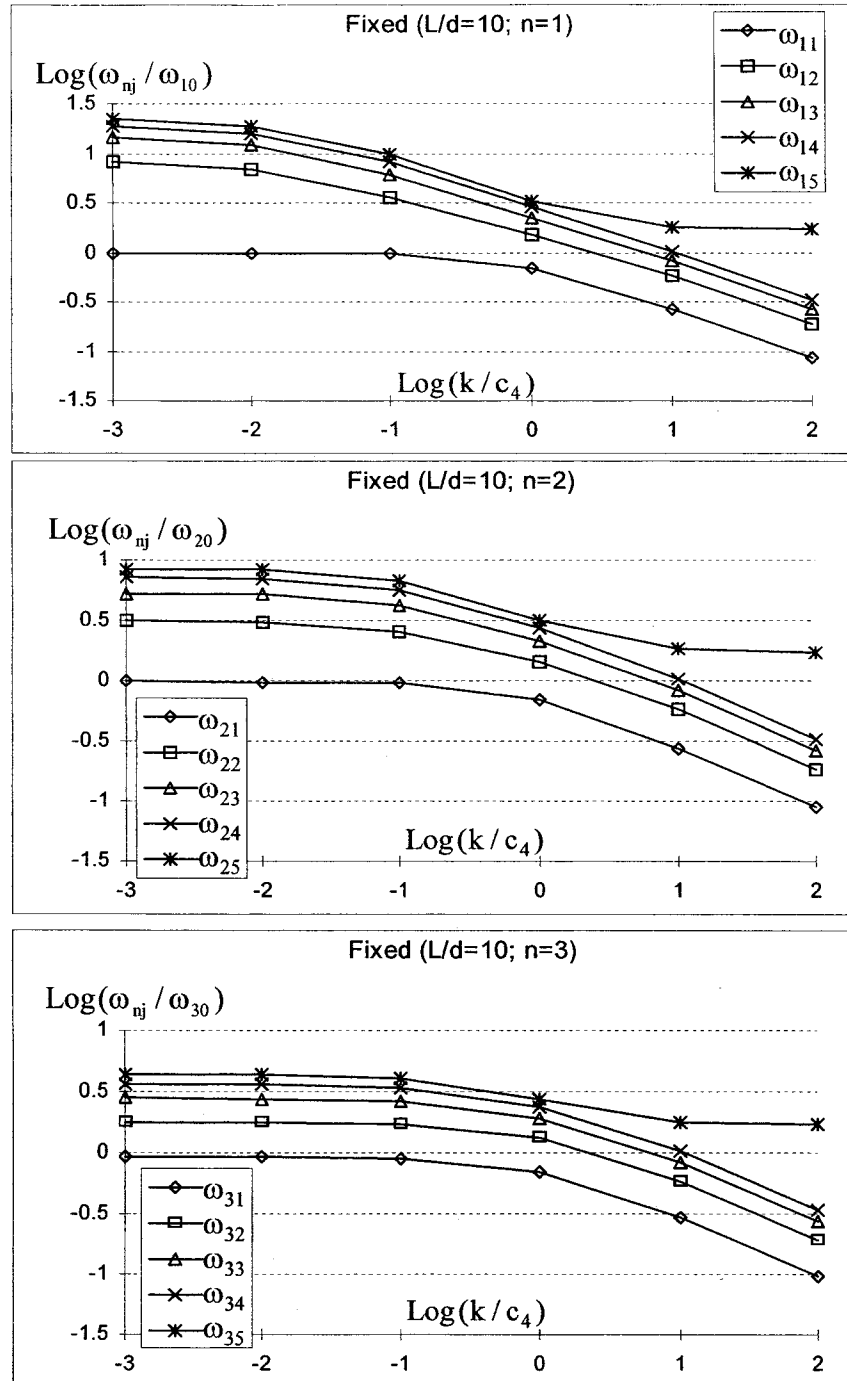 Fixed (L/d=10; n=1)
Log(ω_nj / ω_10)
ω_11
ω_12
ω_13
ω_14
ω_15
1.5
1
0.5
0
-0.5
-1
-1.5
Log(k/c_4)
-3 -2 -1 0 1 2
Fixed (L/d=10; n=2)
Log(ω_nj / ω_20)
1
0.5
0
-0.5
-1
-1.5
ω_21
ω_22
ω_23
ω_24
ω_25
Log(k/c_4)
-3 -2 -1 0 1 2
Fixed (L/d=10; n=3)
Log(ω_nj / ω_30)
1
0.5
0
-0.5
-1
-1.5
ω_31
ω_32
ω_33
ω_34
ω_35
Log(k/c_4)
-3 -2 -1 0 1 2